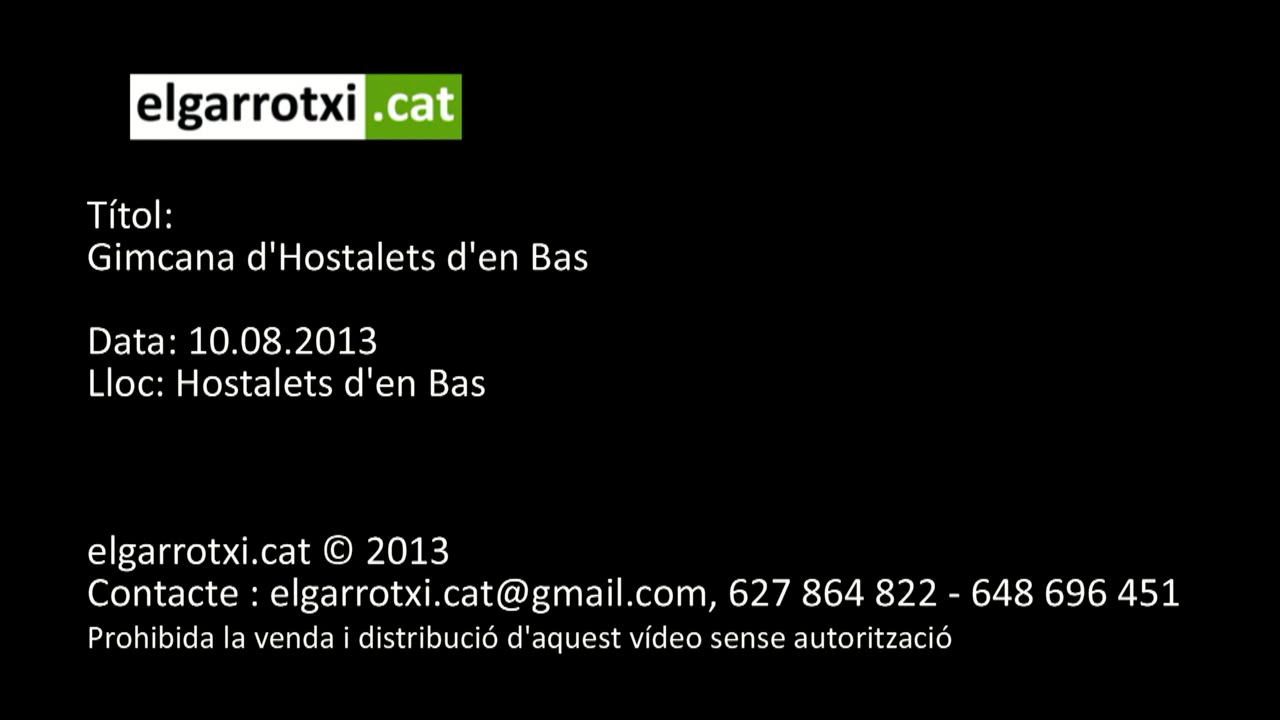 elgarrotxi.cat
Títol:
Gimcana d'Hostalets d'en Bas
Data: 10.08.2013
Lloc: Hostalets d'en Bas
elgarrotxi.cat © 2013
Contacte : elgarrotxi.cat@gmail.com, 627 864 822 - 648 696 451
Prohibida la venda i distribució d'aquest vídeo sense autorització